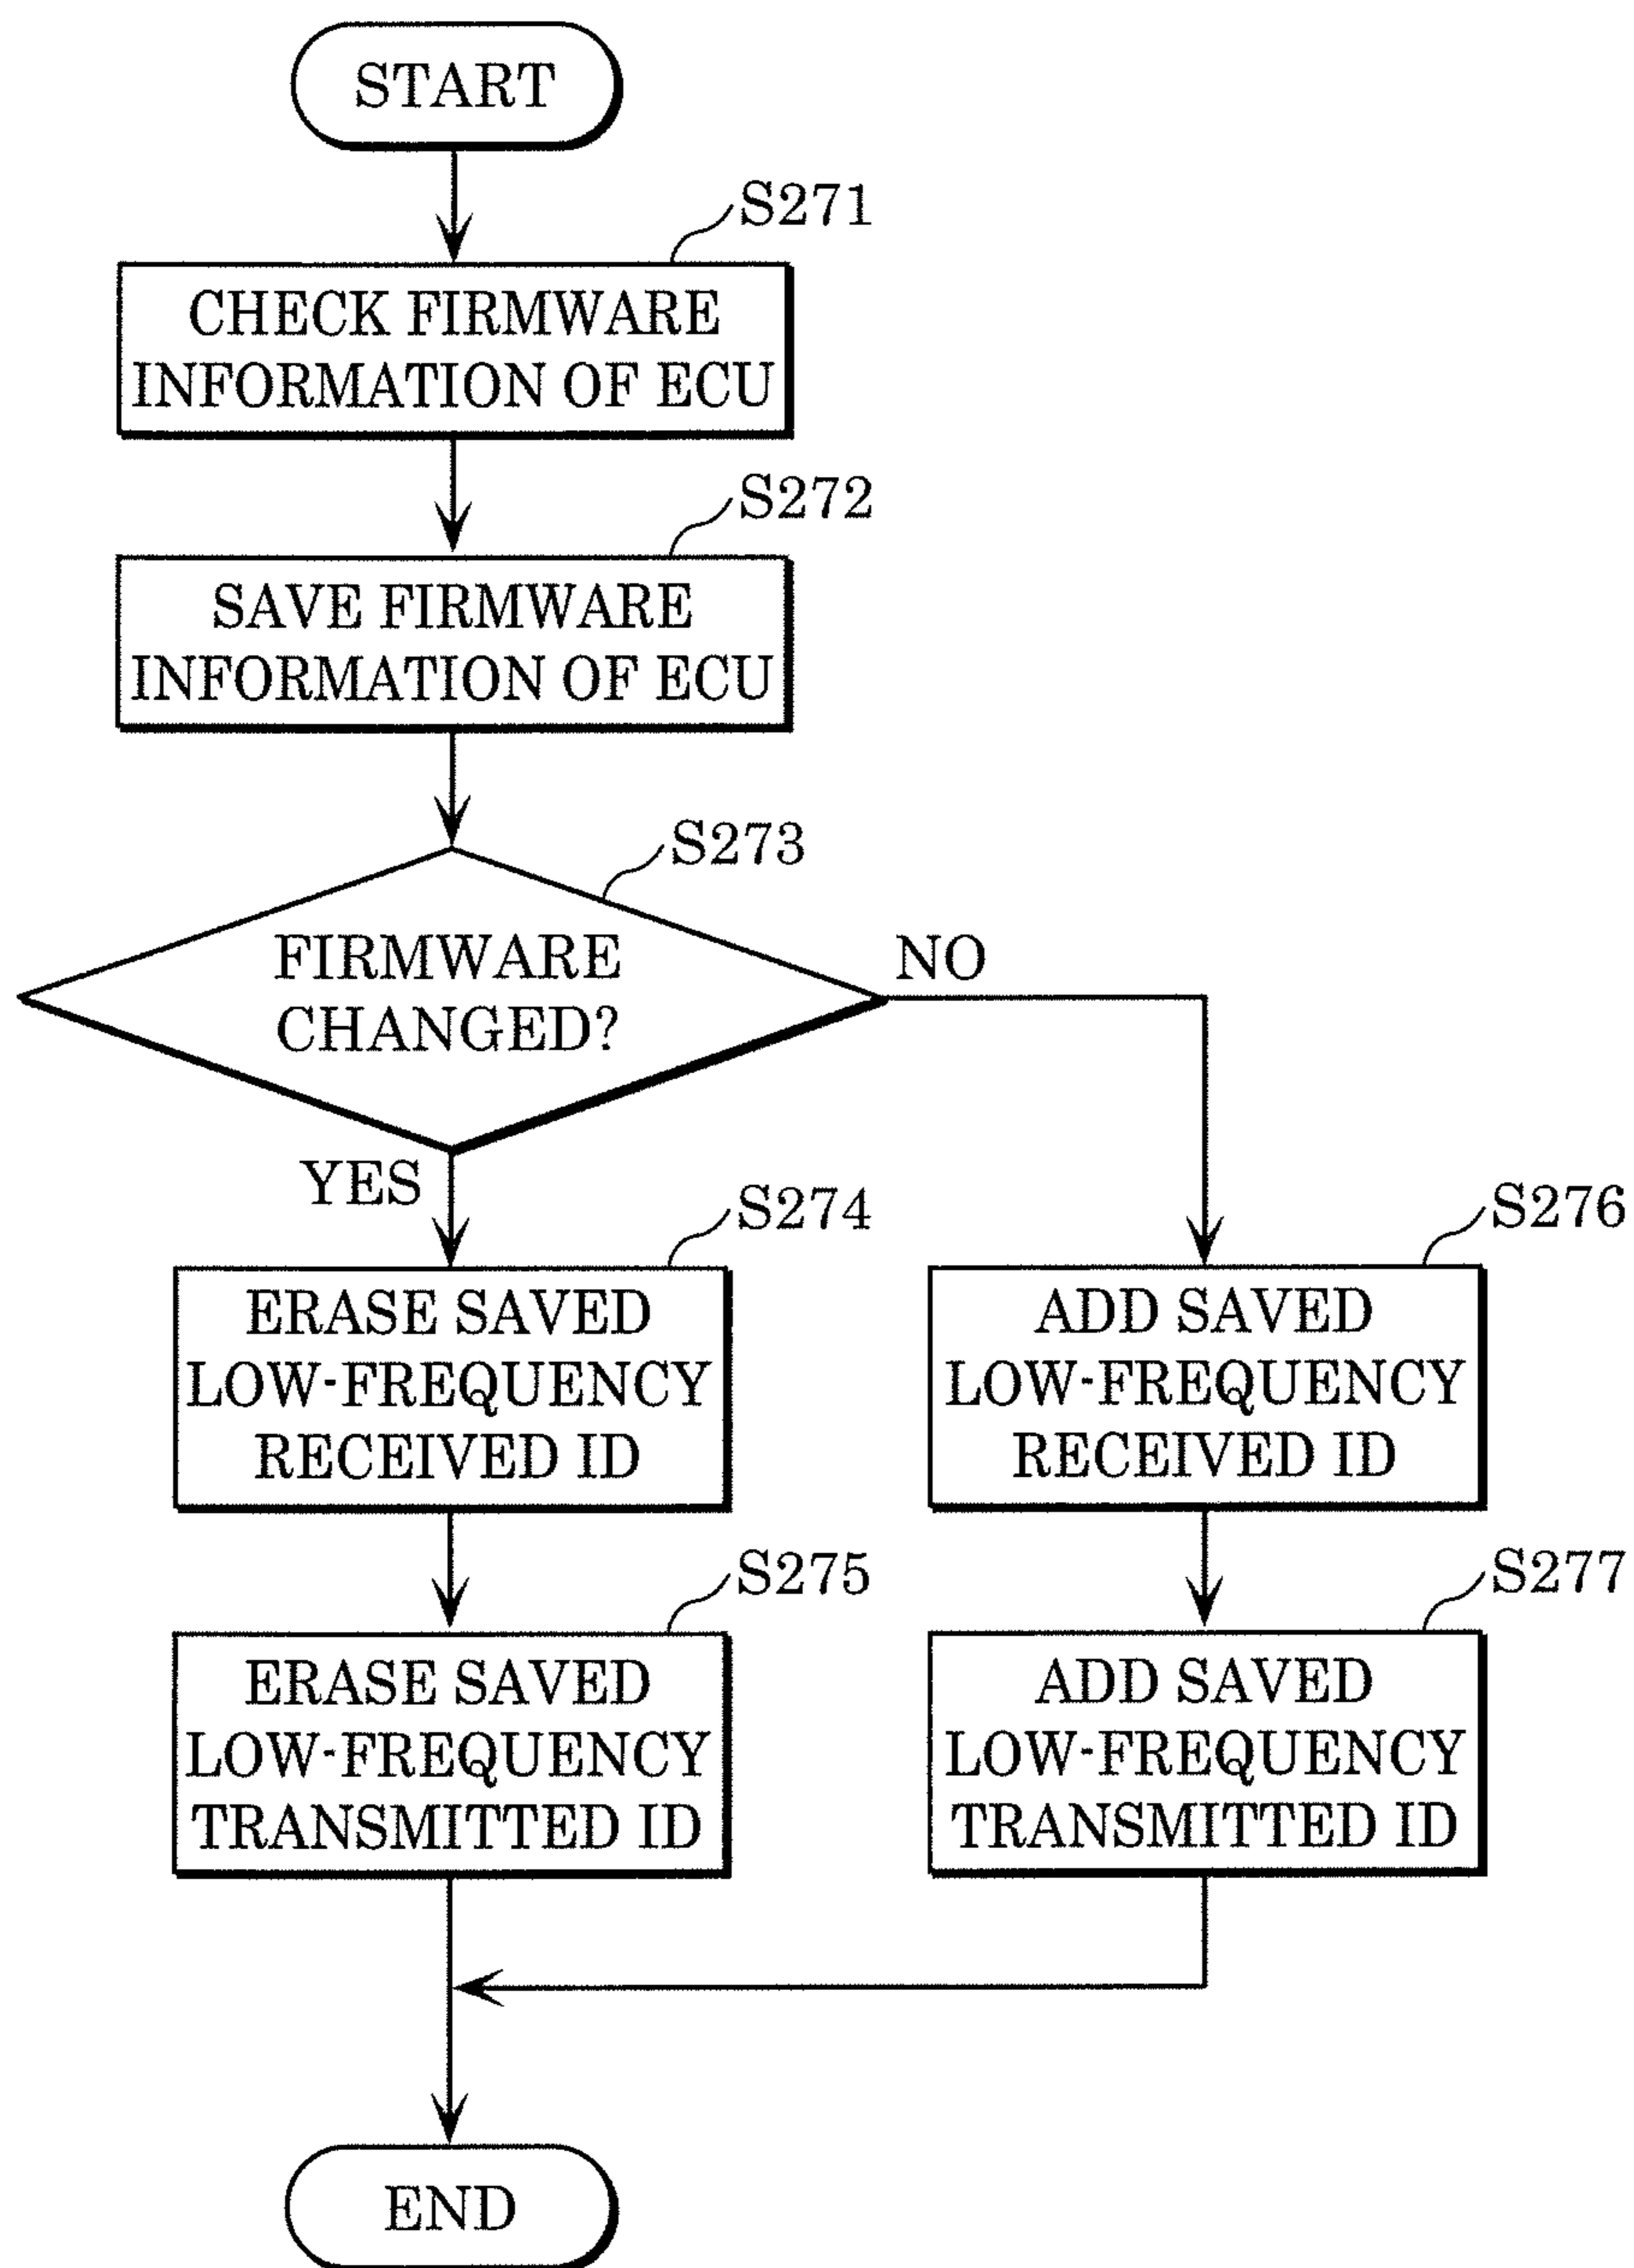 START
S271
CHECK FIRMWARE
INFORMATION OF ECU
S272
SAVE FIRMWARE
INFORMATION OF ECU
S273
FIRMWARE
CHANGED?
NO
YES
S274
ERASE SAVED
LOW-FREQUENCY
RECEIVED ID
S275
ERASE SAVED
LOW-FREQUENCY
TRANSMITTED ID
S276
ADD SAVED
LOW-FREQUENCY
RECEIVED ID
S277
ADD SAVED
LOW-FREQUENCY
TRANSMITTED ID
END